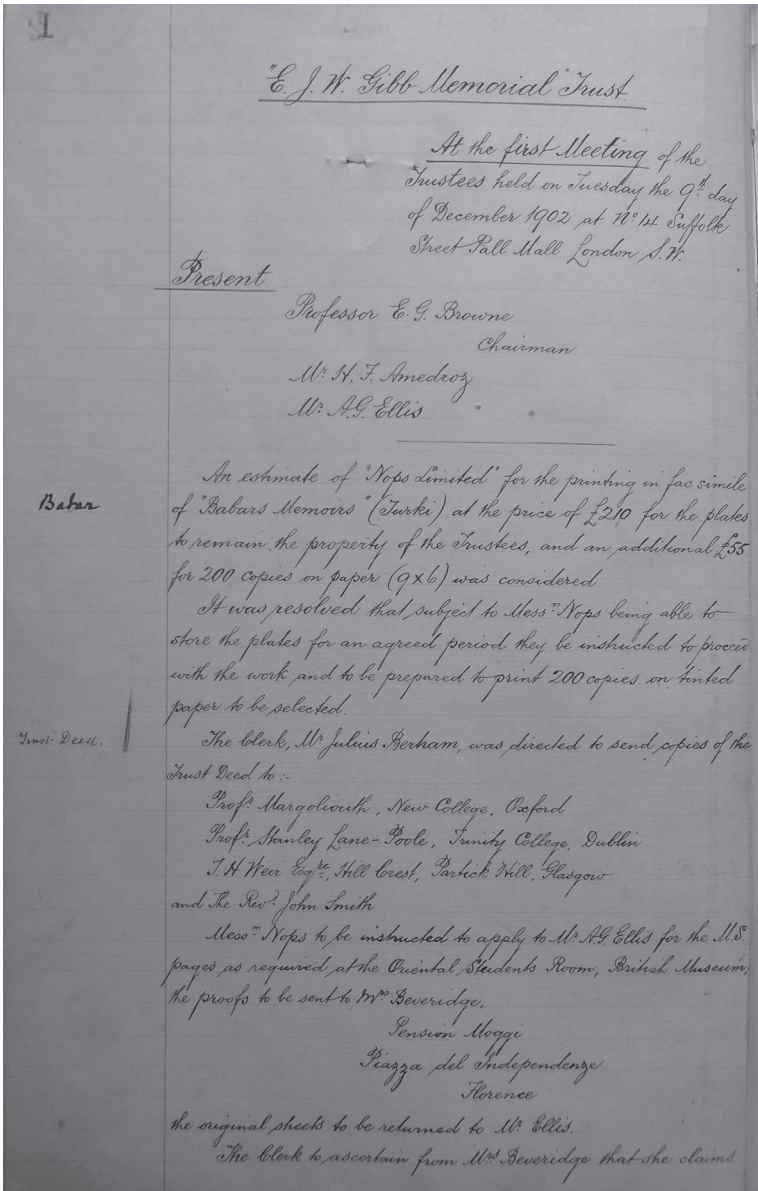 1
"E. J. W. Gibb Memorial" Trust
At the first Meeting of the
Trustees held on Tuesday the 9th day
of December 1902 at No. 14 Suffolk
Street Pall Mall London S.W.
Present
Professor E. G. Browne
Chairman
Mr. H. F. Amedroz
Mr. A.G. Ellis
An estimate of "Nops Limited" for the printing in fac simile
Babar
of "Babars Memoirs" (Turki) at the price of £210 for the plates
to remain the property of the Trustees, and an additional £55
for 200 copies on paper (9x6) was considered
It was resolved that subject to Messrs. Nops being able to
store the plates for an agreed period they be instructed to proceed
with the work and to be prepared to print 200 copies on tinted
paper to be selected.
Trust Deed.
The Clerk, Mr. Julius Bertram, was directed to send copies of the
Trust Deed to :-
Profr. Margoliouth, New College, Oxford
Profr. Stanley Lane-Poole, Trinity College, Dublin
T. H Weir Esqre., Hill Crest, Partick Hill, Glasgow
and The Revd. John Smith
Messrs. Nops to be instructed to apply to Mr. A.G. Ellis for the M.S.
pages as required, at the Oriental Students Room, British Museum;
the proofs to be sent to Mrs Beveridge,
Pension Moggi
Piazza del Independenze
Florence
the original sheets to be returned to Mr. Ellis.
The Clerk to ascertain from Mrs Beveridge that she claims